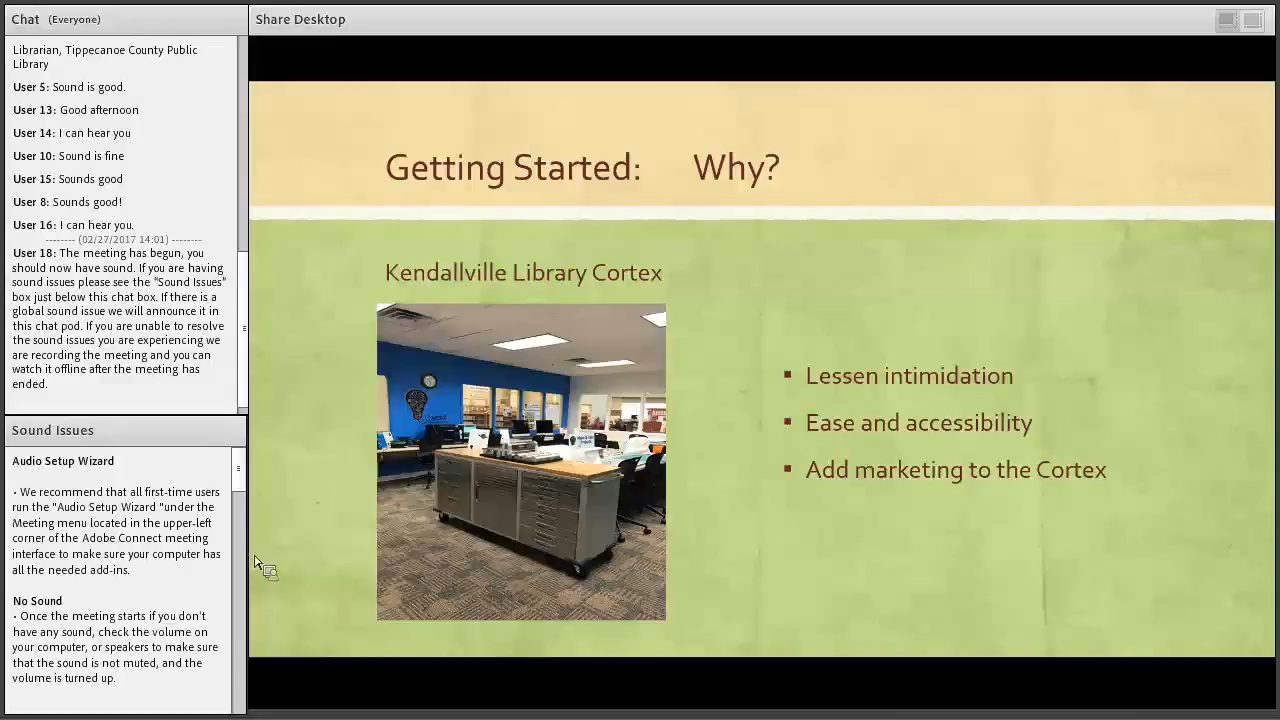 Chat (Everyone)
Librarian, Tippecanoe County Public
Library
User 5: Sound is good.
User 13: Good afternoon
User 14: I can hear you
User 10: Sound is fine
User 15: Sounds good
User 8: Sounds good!
User 16: I can hear you.
-------- (02/27/2017 14:01) --------
User 18: The meeting has begun, you
should now have sound. If you are having
sound issues please see the "Sound Issues"
box just below this chat box. If there is a
global sound issue we will announce it in
this chat pod. If you are unable to resolve
the sound issues you are experiencing we
are recording the meeting and you can
watch it offline after the meeting has
ended.
Sound Issues
Audio Setup Wizard
• We recommend that all first-time users
run the "Audio Setup Wizard "under the
Meeting menu located in the upper-left
corner of the Adobe Connect meeting
interface to make sure your computer has
all the needed add-ins.
No Sound
• Once the meeting starts if you don't
have any sound, check the volume on
your computer, or speakers to make sure
that the sound is not muted, and the
volume is turned up.
Share Desktop
Getting Started: Why?
Kendallville Library Cortex
▪ Lessen intimidation
▪ Ease and accessibility
▪ Add marketing to the Cortex